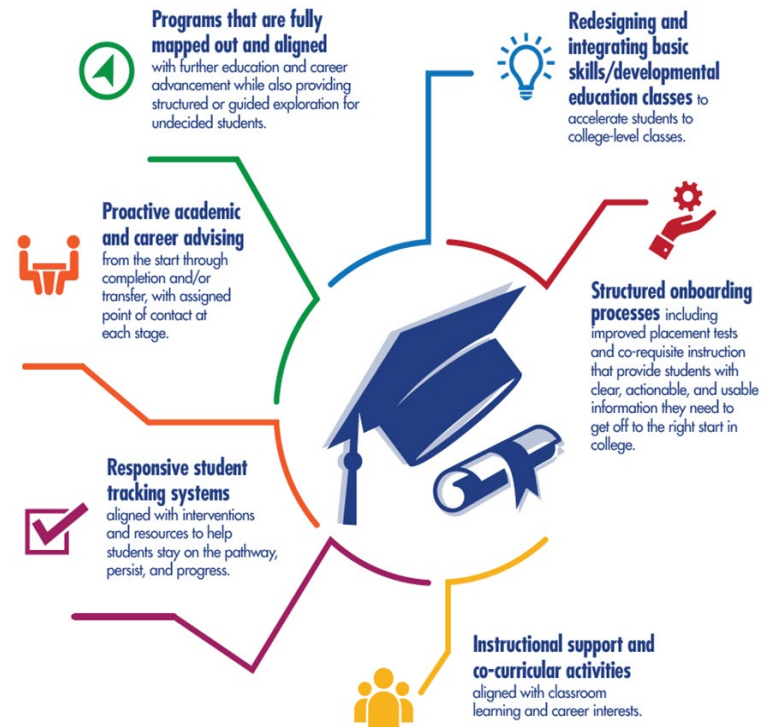 Programs that are fully
mapped out and aligned
with further education and career
advancement while also providing
structured or guided exploration for
undecided students.
Redesigning and
integrating basic
skills/developmental
education classes to
accelerate students to
college-level classes.
Proactive academic
and career advising
from the start through
completion and/or
transfer, with assigned
point of contact at
each stage.
Structured onboarding
processes including
improved placement tests
and co-requisite instruction
that provide students with
clear, actionable, and usable
information they need to
get off to the right start in
college.
Responsive student
tracking systems
aligned with interventions
and resources to help
students stay on the pathway,
persist, and progress.
Instructional support and
co-curricular activities
aligned with classroom
learning and career interests.